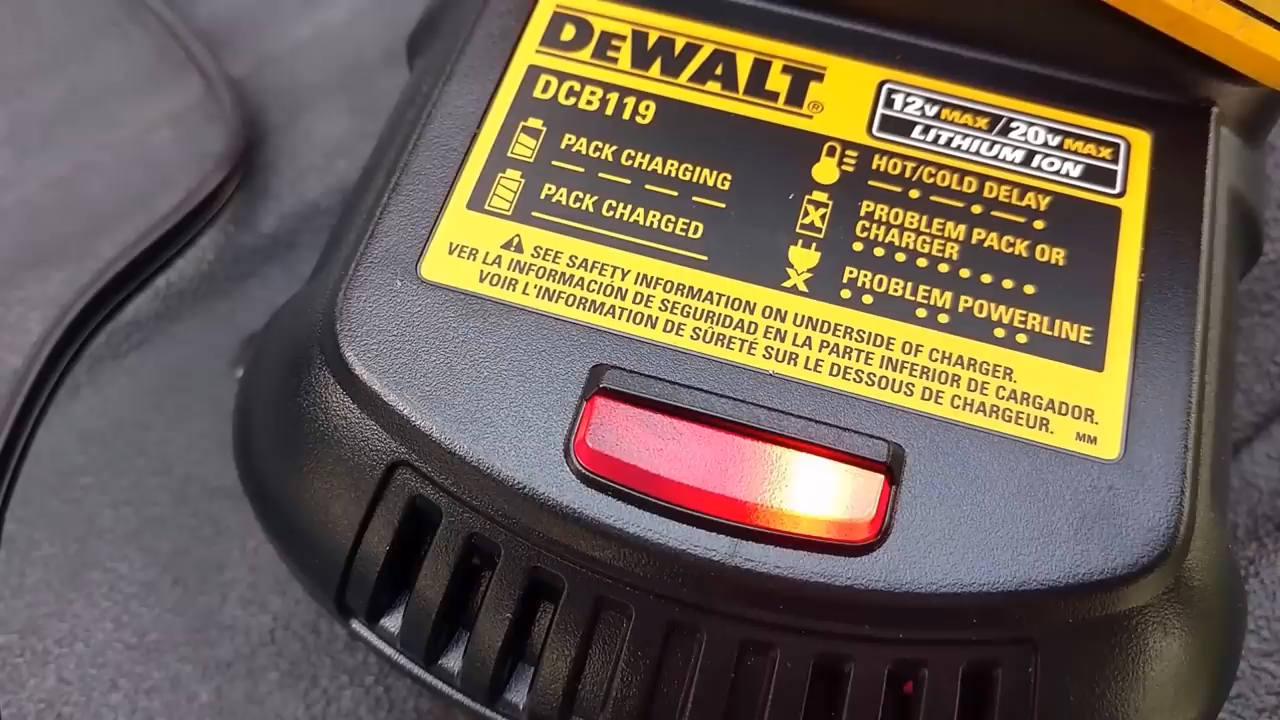 DEWALT®
DCB119
12V MAX / 20V MAX
LITHIUM ION
PACK CHARGING
PACK CHARGED
HOT/COLD DELAY
PROBLEM PACK OR
CHARGER
PROBLEM POWERLINE
SEE SAFETY INFORMATION ON UNDERSIDE OF CHARGER.
VER LA INFORMACIÓN DE SEGURIDAD EN LA PARTE INFERIOR DE CARGADOR.
VOIR L'INFORMATION DE SÛRETÉ SUR LE DESSOUS DE CHARGEUR.
MM